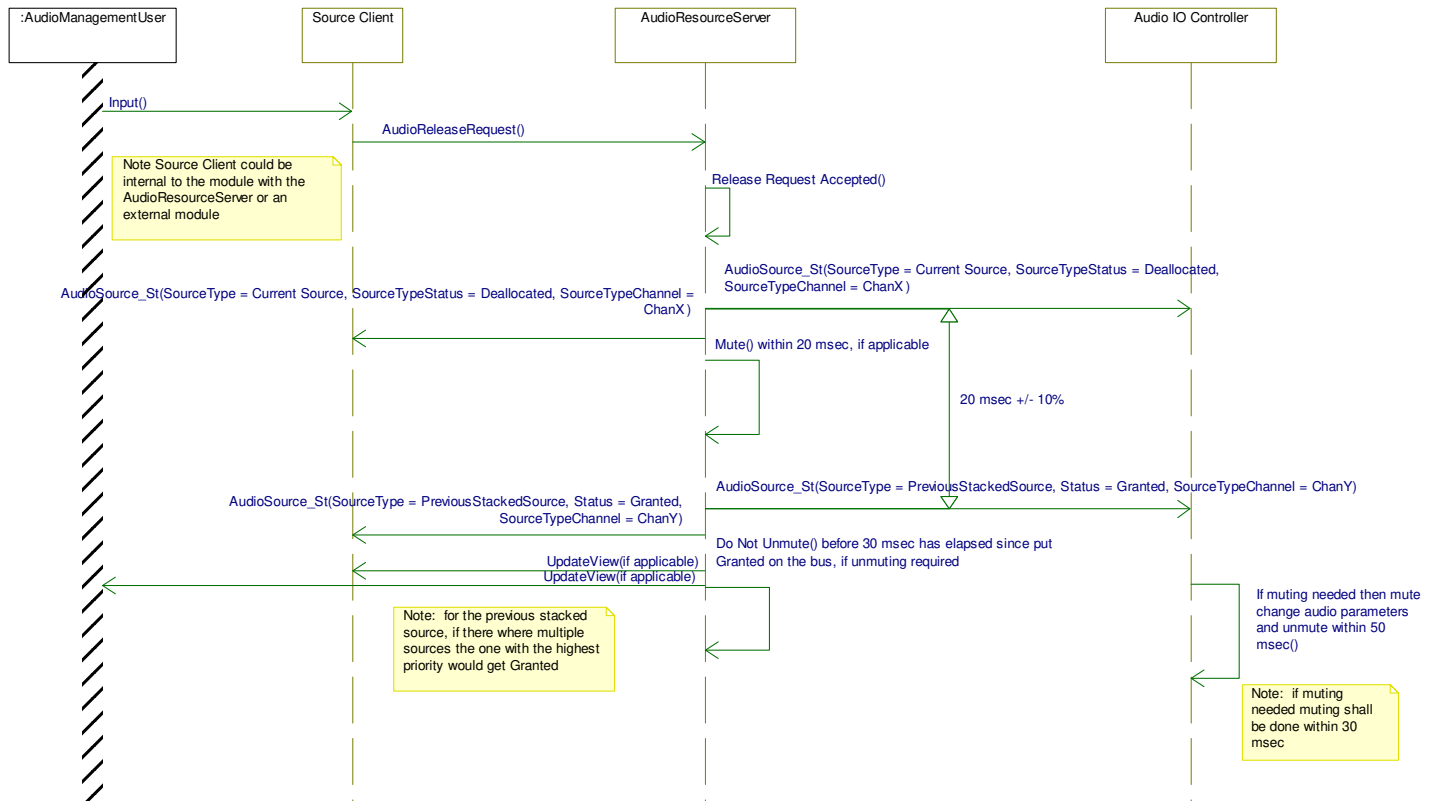 :AudioManagementUser
Source Client
AudioResourceServer
Audio IO Controller
Input()
AudioReleaseRequest()
Note Source Client could be
internal to the module with the
AudioResourceServer or an
external module
Release Request Accepted()
AudioSource_St(SourceType = Current Source, SourceTypeStatus = Deallocated,
SourceTypeChannel = ChanX )
AudioSource_St(SourceType = Current Source, SourceTypeStatus = Deallocated, SourceTypeChannel =
ChanX )
Mute() within 20 msec, if applicable
20 msec +/- 10%
AudioSource_St(SourceType = PreviousStackedSource, Status = Granted, SourceTypeChannel = ChanY)
AudioSource_St(SourceType = PreviousStackedSource, Status = Granted,
SourceTypeChannel = ChanY)
Do Not Unmute() before 30 msec has elapsed since put
Granted on the bus, if unmuting required
UpdateView(if applicable)
UpdateView(if applicable)
If muting needed then mute
change audio parameters
and unmute within 50
msec()
Note:  for the previous stacked
source, if there where multiple
sources the one with the highest
priority would get Granted
Note:  if muting
needed muting shall
be done within 30
msec